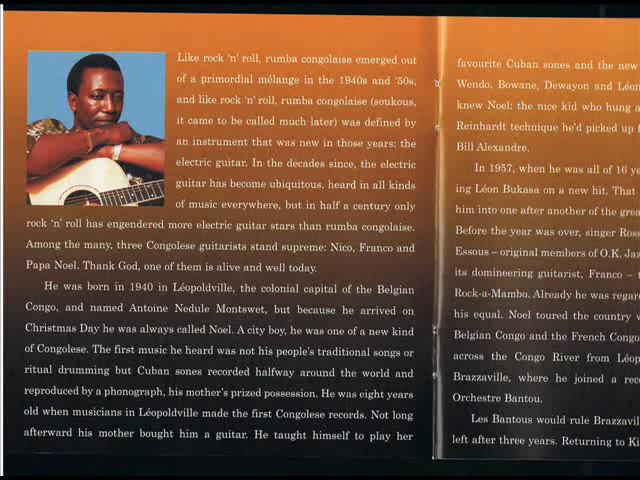 Like rock 'n' roll, rumba congolaise emerged out
of a primordial mélange in the 1940s and '50s,
and like rock 'n' roll, rumba congolaise (soukous,
it came to be called much later) was defined by
an instrument that was new in those years: the
electric guitar. In the decades since, the electric
guitar has become ubiquitous, heard in all kinds
of music everywhere, but in half a century only
rock 'n' roll has engendered more electric guitar stars than rumba congolaise.
Among the many, three Congolese guitarists stand supreme: Nico, Franco and
Papa Noel. Thank God, one of them is alive and well today.
He was born in 1940 in Léopoldville, the colonial capital of the Belgian
Congo, and named Antoine Nedule Montswet, but because he arrived on
Christmas Day he was always called Noel. A city boy, he was one of a new kind
of Congolese. The first music he heard was not his people's traditional songs or
ritual drumming but Cuban sones recorded halfway around the world and
reproduced by a phonograph, his mother's prized possession. He was eight years
old when musicians in Léopoldville made the first Congolese records. Not long
afterward his mother bought him a guitar. He taught himself to play her
favourite Cuban sones and the new
Wendo, Bowane, Dewayon and Léon
knew Noel: the nice kid who hung a
Reinhardt technique he'd picked up f
Bill Alexandre.
In 1957, when he was all of 16 ye
ing Léon Bukasa on a new hit. That
him into one after another of the grea
Before the year was over, singer Ross
Essous – original members of O.K. Jaz
its domineering guitarist, Franco –
Rock-a-Mambo. Already he was regar
his equal. Noel toured the country w
Belgian Congo and the French Congo
across the Congo River from Léop
Brazzaville, where he joined a rec
Orchestre Bantou.
Les Bantous would rule Brazzavil
left after three years. Returning to Ki